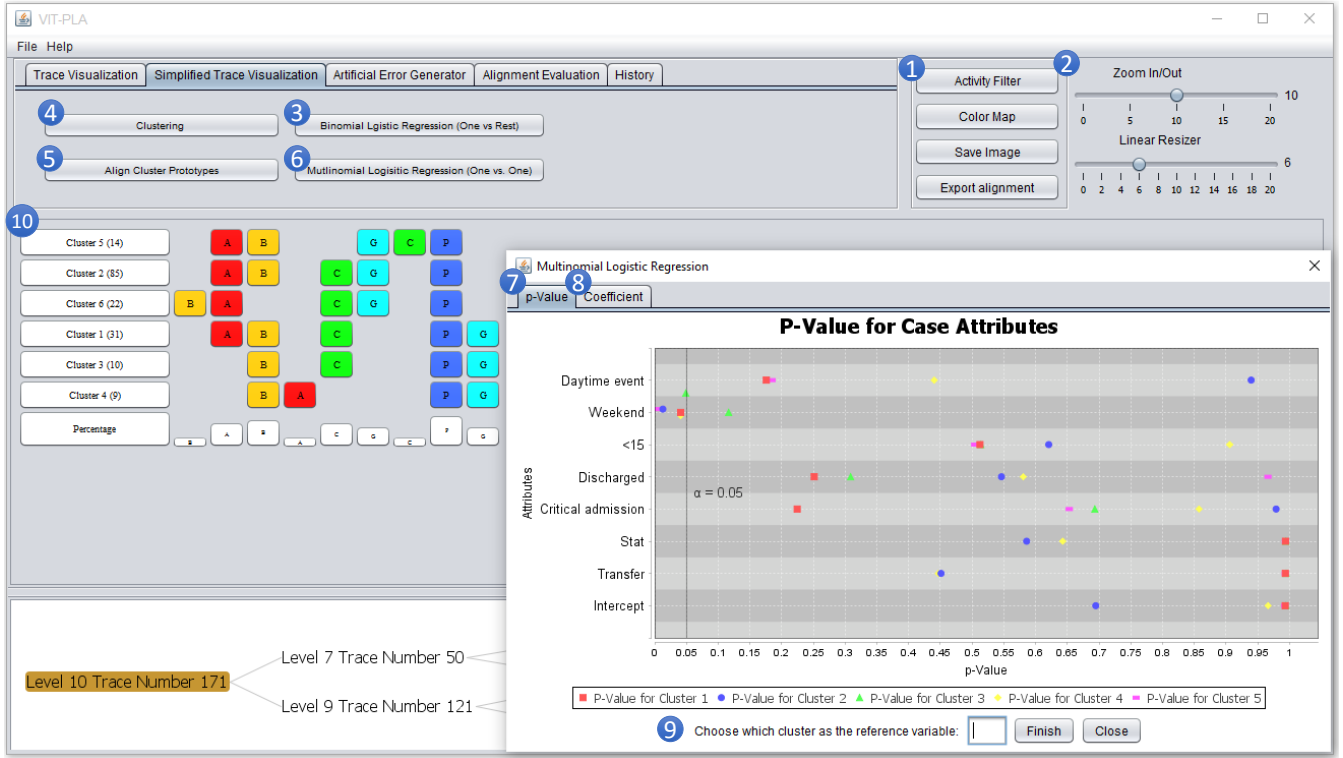 VIT-PLA
File Help
Trace Visualization Simplified Trace Visualization Artificial Error Generator Alignment Evaluation History
1 Activity Filter 2 Zoom In/Out
10
0 5 10 15 20
4 Clustering 3 Binomial Lgistic Regression (One vs Rest)
Color Map
Linear Resizer
Save Image
6
5 Align Cluster Prototypes 6 Mutlinomial Logisitic Regression (One vs. One)
Export alignment
0 2 4 6 8 10 12 14 16 18 20
10
Cluster 5 (14) A B G C P
Cluster 2 (85) A B C G P
Cluster 6 (22) B A C G P
Cluster 1 (31) A B C P G
Cluster 3 (10) B C P G
Cluster 4 (9) B A P G
Percentage B A B A C G C P G
Multinomial Logistic Regression
7 p-Value 8 Coefficient
P-Value for Case Attributes
Attributes
Daytime event
Weekend
<15
Discharged
α = 0.05
Critical admission
Stat
Transfer
Intercept
0 0.05 0.1 0.15 0.2 0.25 0.3 0.35 0.4 0.45 0.5 0.55 0.6 0.65 0.7 0.75 0.8 0.85 0.9 0.95 1
p-Value
P-Value for Cluster 1 P-Value for Cluster 2 P-Value for Cluster 3 P-Value for Cluster 4 P-Value for Cluster 5
9 Choose which cluster as the reference variable: Finish Close
Level 7 Trace Number 50
Level 10 Trace Number 171
Level 9 Trace Number 121